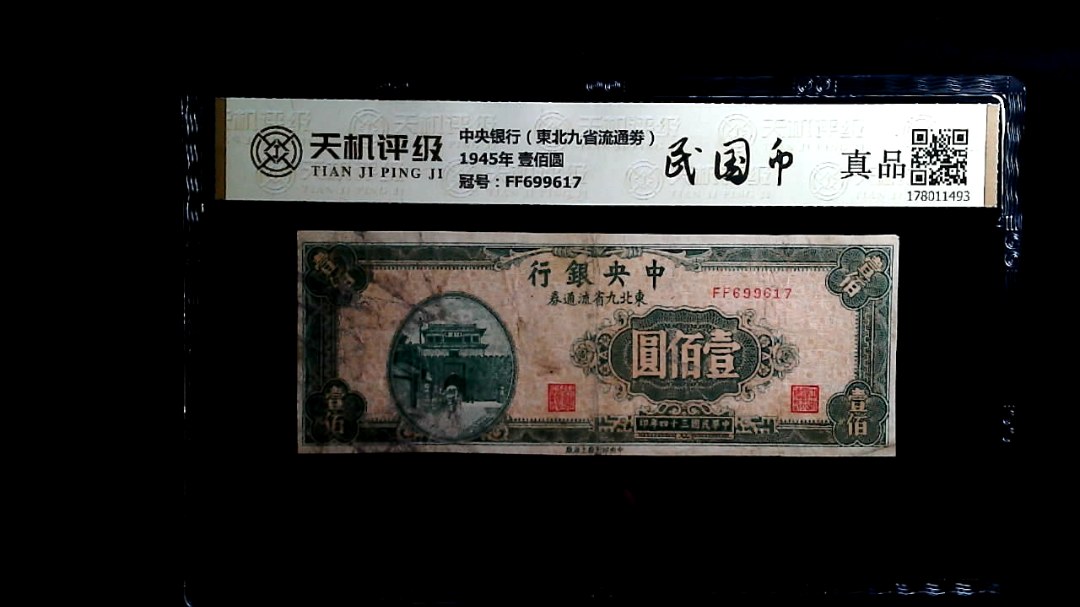 天机评级
TIAN JI PING JI
中央银行（東北九省流通券）
1945年 壹佰圆
冠号：FF699617
民国币
真品
178011493
行銀央中
券通流省九北東
FF699617
圓佰壹
印年四十三國民華中
壹佰
壹佰
壹佰